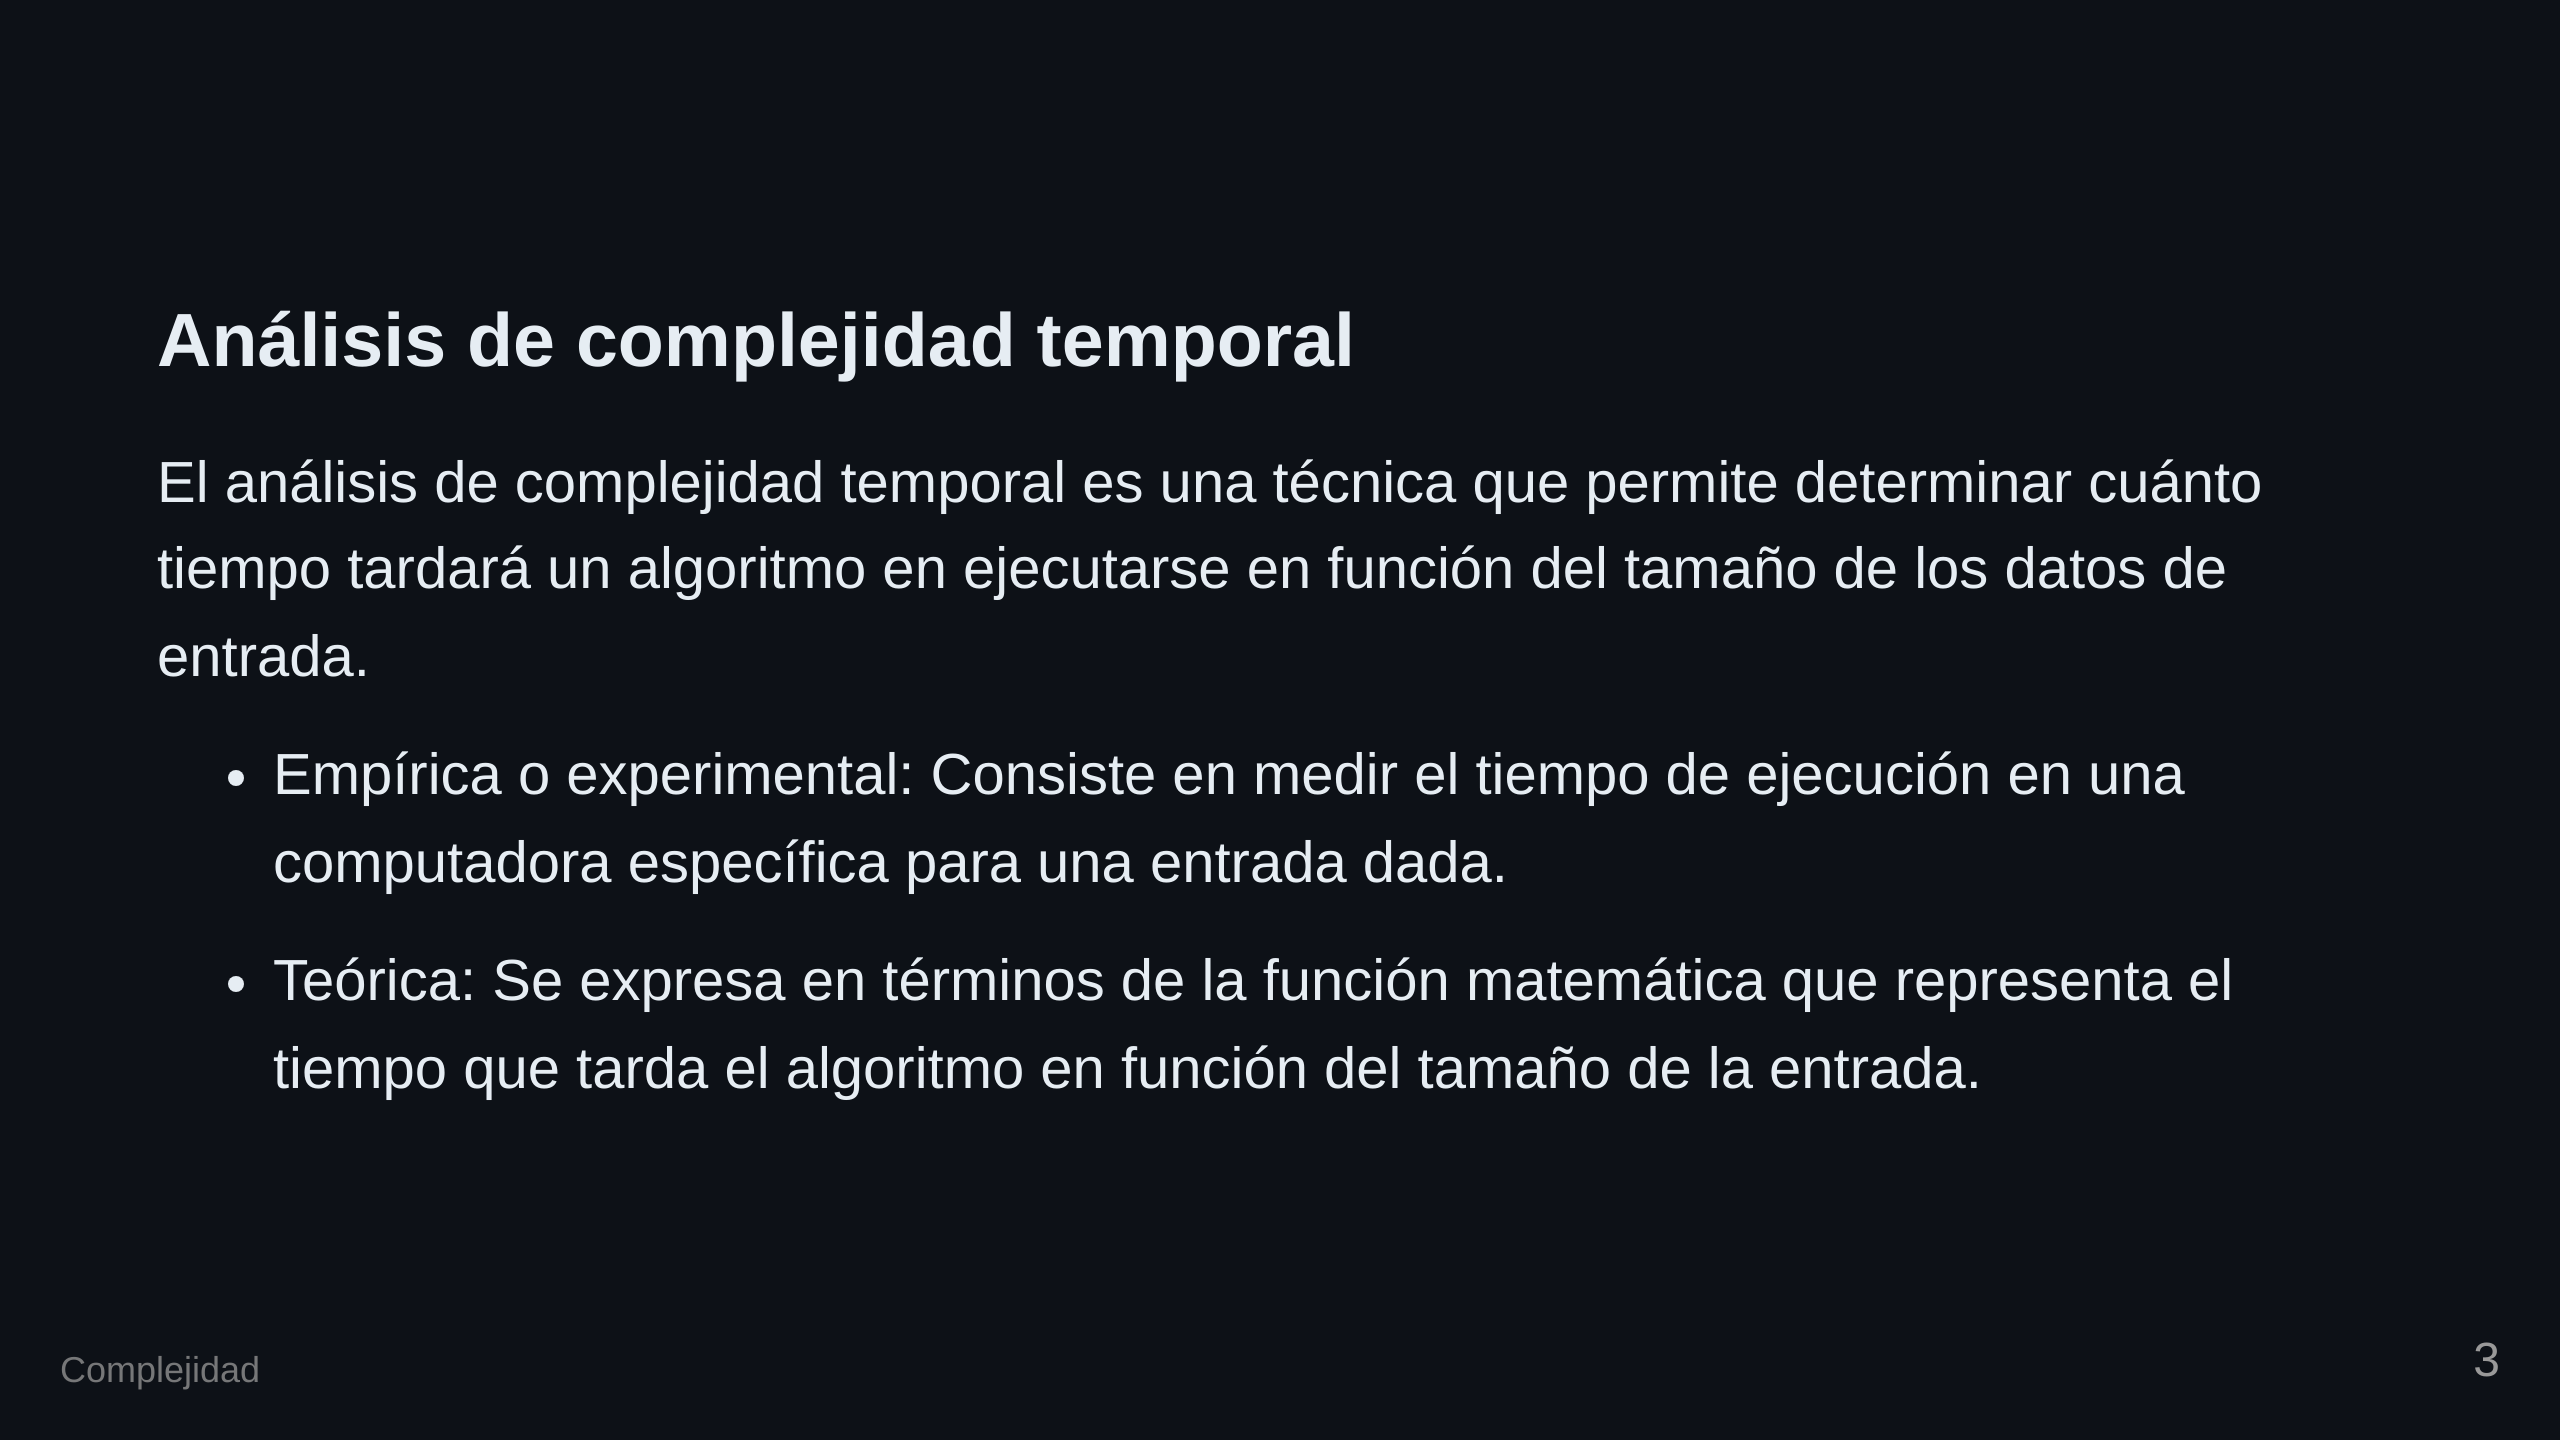 Análisis de complejidad temporal
El análisis de complejidad temporal es una técnica que permite determinar cuánto
tiempo tardará un algoritmo en ejecutarse en función del tamaño de los datos de
entrada.
• Empírica o experimental: Consiste en medir el tiempo de ejecución en una
computadora específica para una entrada dada.
• Teórica: Se expresa en términos de la función matemática que representa el
tiempo que tarda el algoritmo en función del tamaño de la entrada.
Complejidad
3